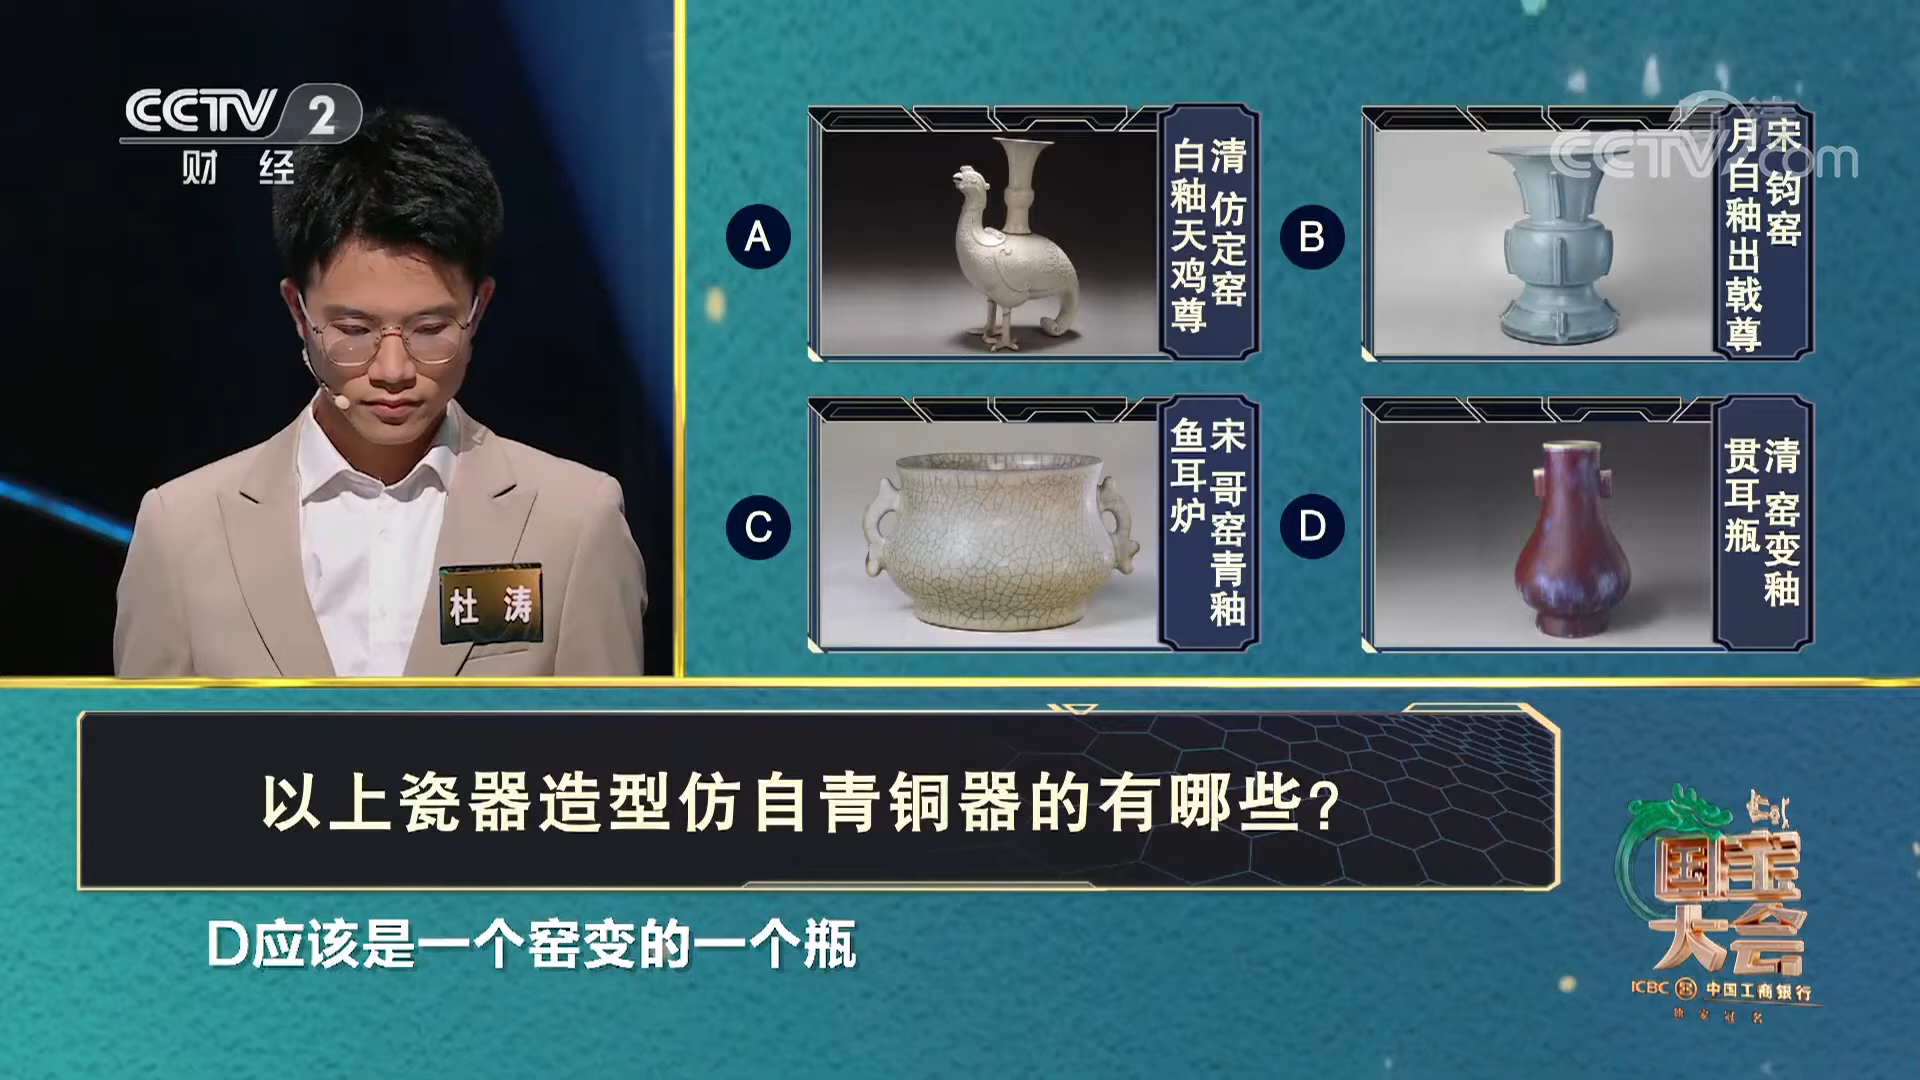 CCTV 2
财 经
CCTV.com
A
清 仿定窑
白釉天鸡尊
B
宋 钧窑
月白釉出戟尊
C
宋 哥窑青釉
鱼耳炉
D
清 窑变釉
贯耳瓶
杜 涛
以上瓷器造型仿自青铜器的有哪些?
D应该是一个窑变的一个瓶
国宝
大会
ICBC 中国工商银行
独 家 冠 名